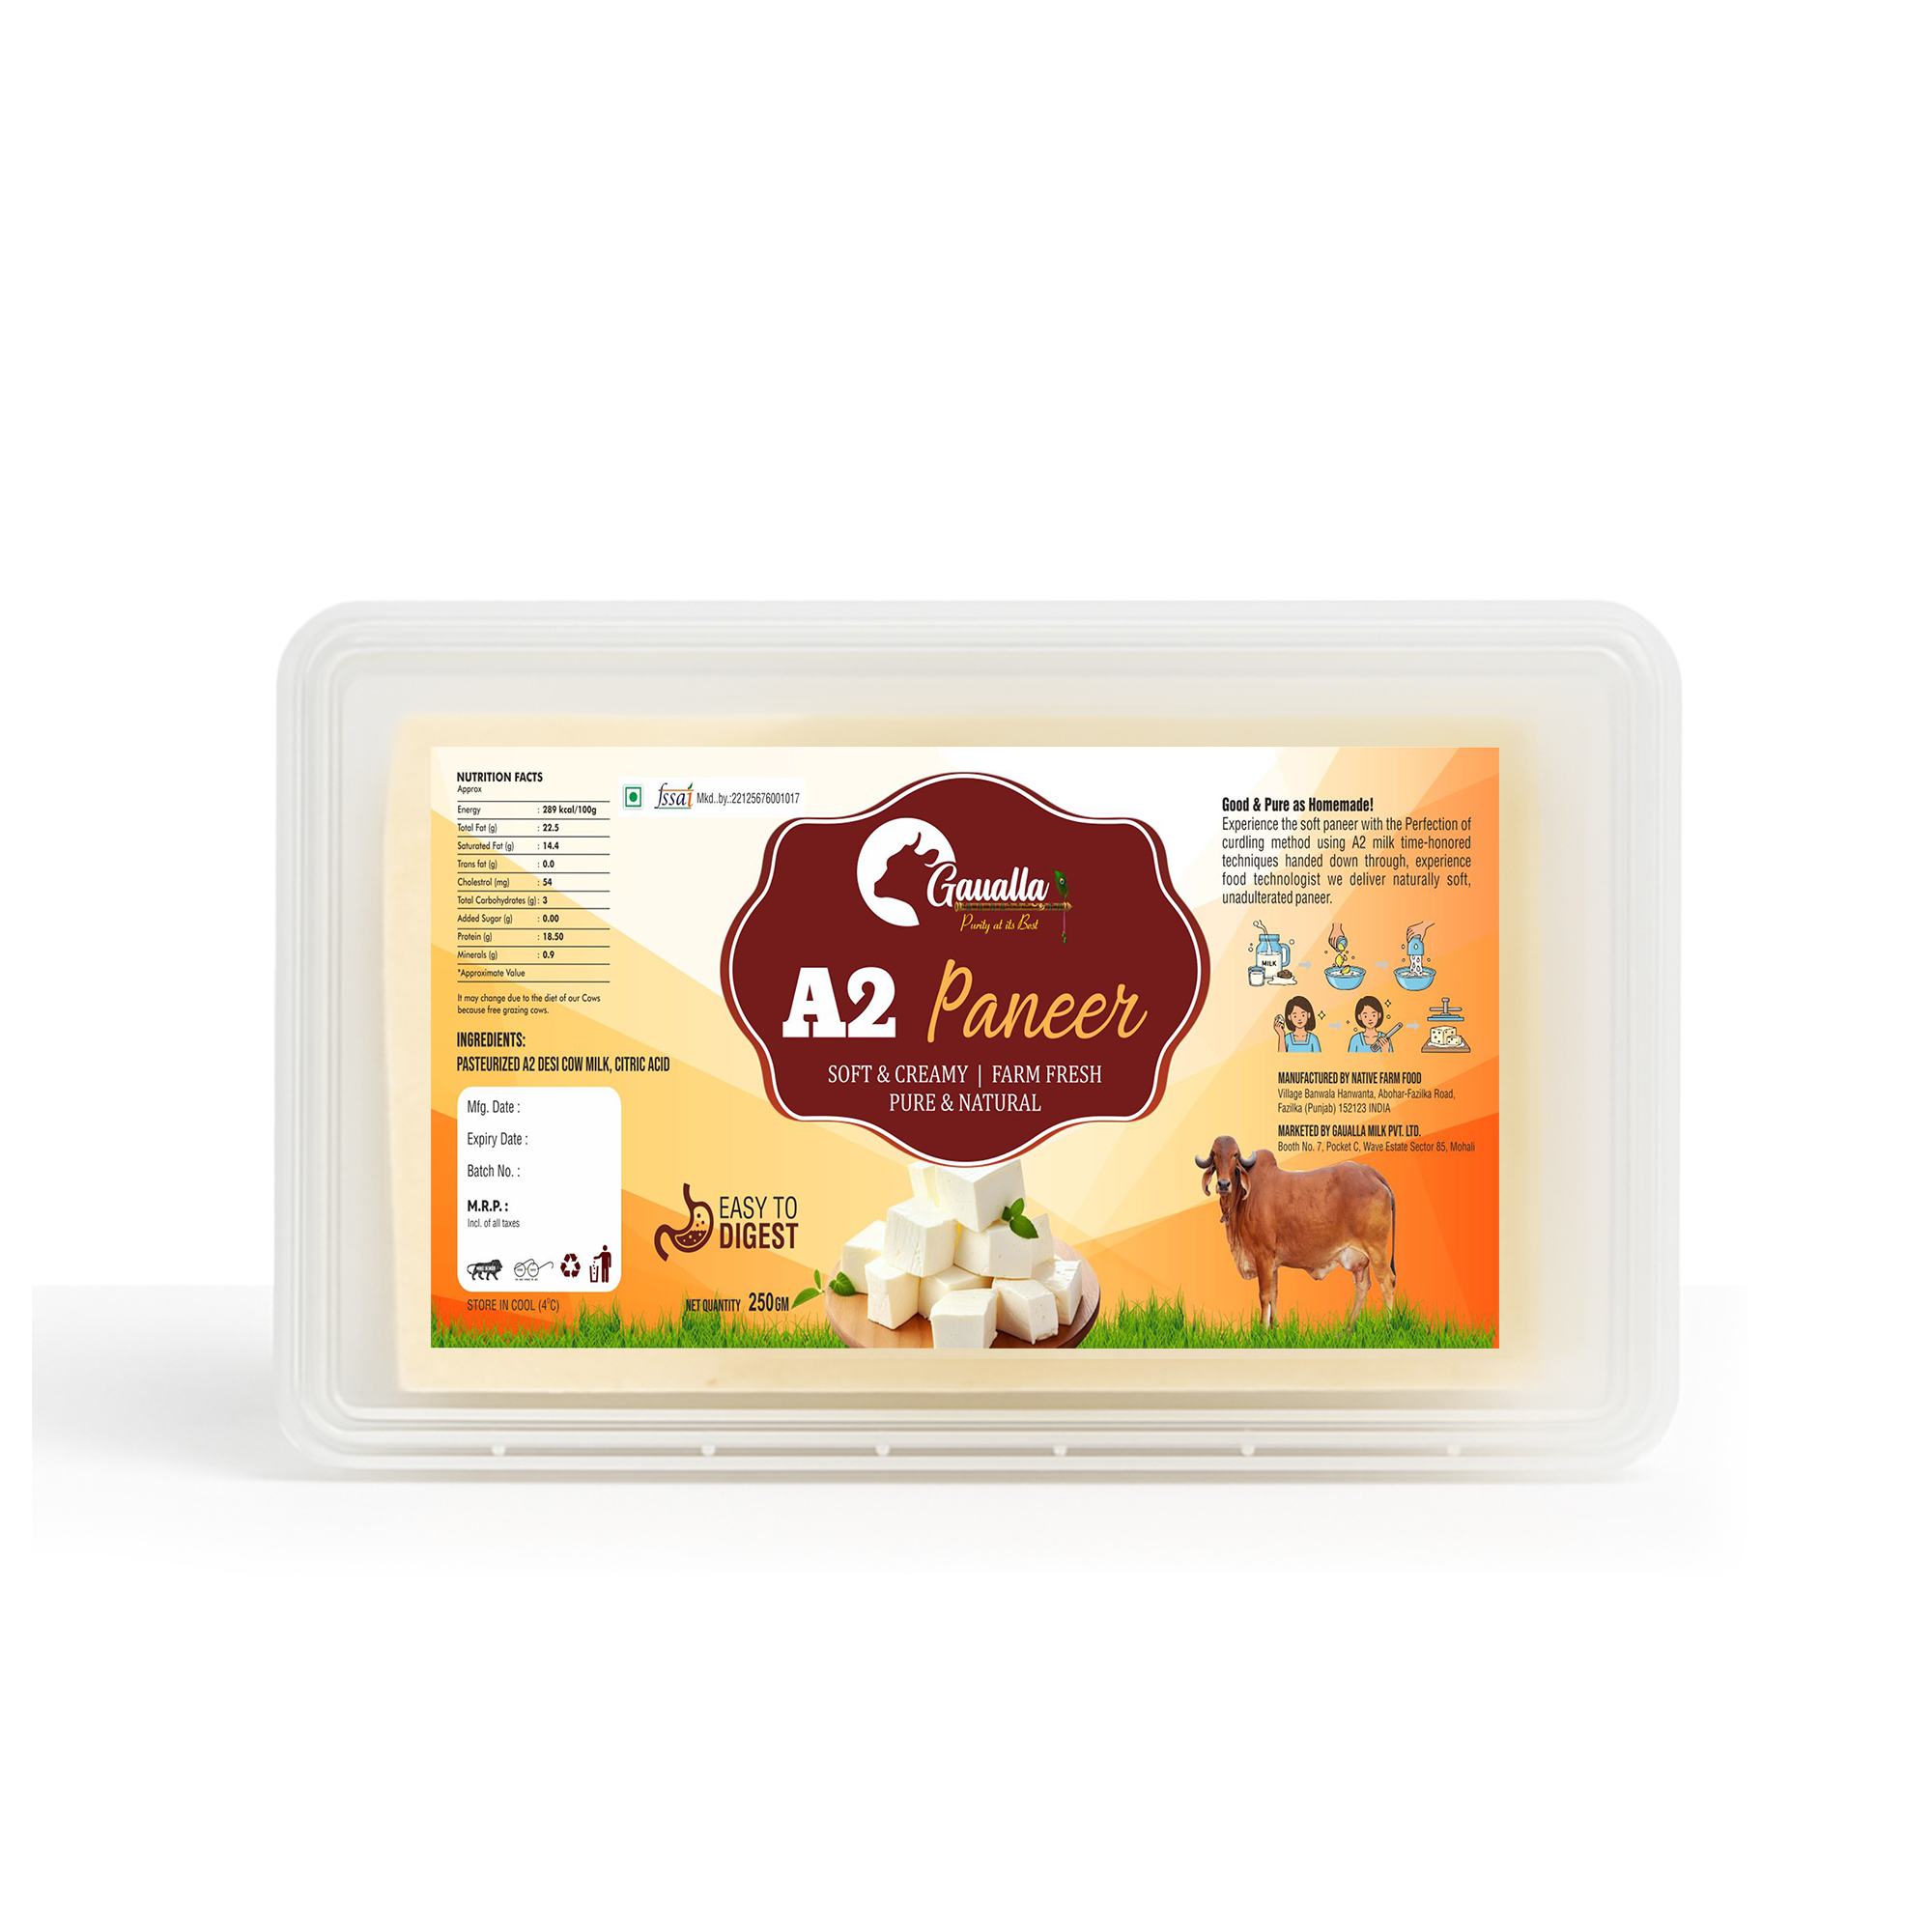 NUTRITION FACTS
Approx
Energy : 289 kcal/100g
Total Fat (g) : 22.5
Saturated Fat (g) : 14.4
Trans fat (g) : 0.0
Cholestrol (mg) : 54
Total Carbohydrates (g) : 3
Added Sugar (g) : 0.00
Protein (g) : 18.50
Minerals (g) : 0.9
*Approximate Value
It may change due to the diet of our Cows
because free grazing cows.
INGREDIENTS:
PASTEURIZED A2 DESI COW MILK, CITRIC ACID
Mfg. Date :
Expiry Date :
Batch No. :
M.R.P. :
Incl. of all taxes
STORE IN COOL (4°C)
fssai Mkd..by.:22125676001017
Gaualla
Purity at its Best
A2 Paneer
SOFT & CREAMY | FARM FRESH
PURE & NATURAL
EASY TO
DIGEST
NET QUANTITY 250GM
Good & Pure as Homemade!
Experience the soft paneer with the Perfection of
curdling method using A2 milk time-honored
techniques handed down through, experience
food technologist we deliver naturally soft,
unadulterated paneer.
MILK
MANUFACTURED BY NATIVE FARM FOOD
Village Banwala Hanwanta, Abohar-Fazilka Road,
Fazilka (Punjab) 152123 INDIA
MARKETED BY GAUALLA MILK PVT. LTD.
Booth No. 7, Pocket C, Wave Estate Sector 85, Mohali